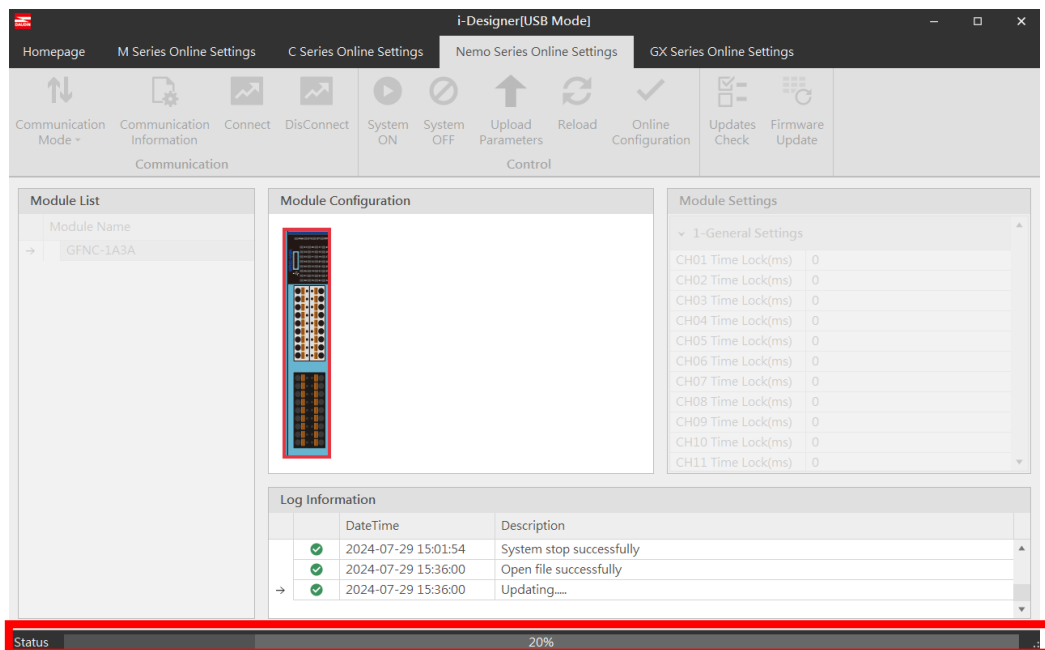 DAUDIN
i-Designer[USB Mode]
Homepage M Series Online Settings C Series Online Settings Nemo Series Online Settings GX Series Online Settings
Communication Mode Communication Information Connect DisConnect System ON System OFF Upload Parameters Reload Online Configuration Updates Check Firmware Update
Communication Control
Module List
Module Name
GFNC-1A3A
Module Configuration
Module Settings
1-General Settings
CH01 Time Lock(ms) 0
CH02 Time Lock(ms) 0
CH03 Time Lock(ms) 0
CH04 Time Lock(ms) 0
CH05 Time Lock(ms) 0
CH06 Time Lock(ms) 0
CH07 Time Lock(ms) 0
CH08 Time Lock(ms) 0
CH09 Time Lock(ms) 0
CH10 Time Lock(ms) 0
CH11 Time Lock(ms) 0
Log Information
DateTime Description
2024-07-29 15:01:54 System stop successfully
2024-07-29 15:36:00 Open file successfully
2024-07-29 15:36:00 Updating.....
Status 20%